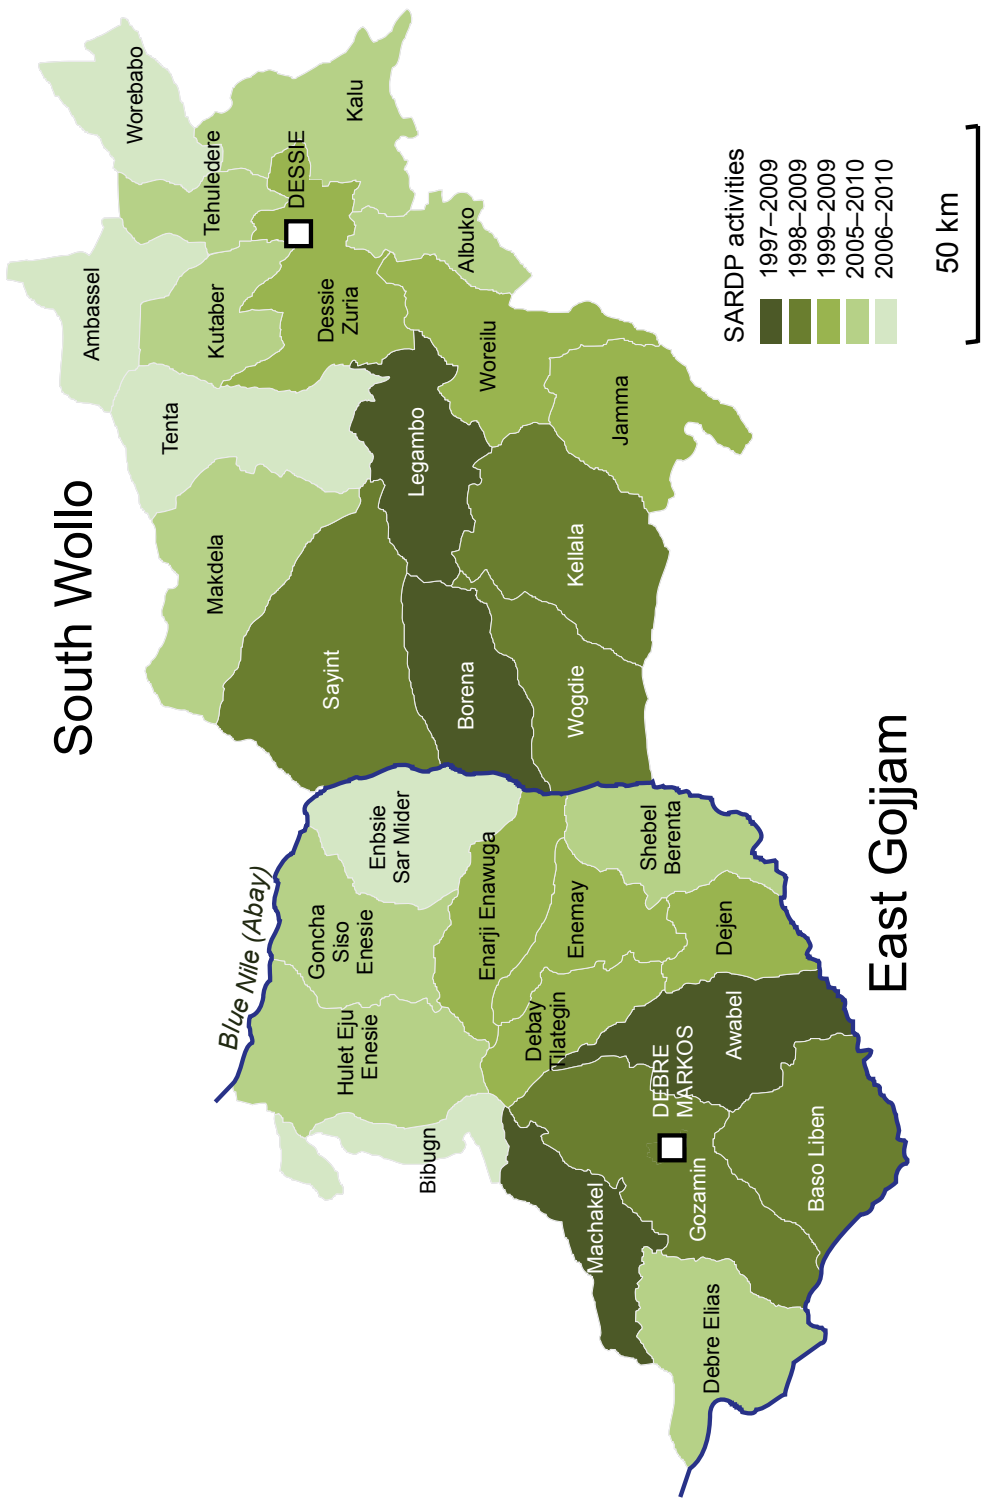 South Wollo
East Gojjam
Blue Nile (Abay)
Worebabo
Ambassel
Tehuledere
Kalu
DESSIE
Kutaber
Dessie
Zuria
Albuko
Tenta
Woreilu
Legambo
Jamma
Makdela
Sayint
Kellala
Borena
Wogdie
Enbsie
Sar Mider
Goncha
Siso
Enesie
Hulet Eju
Enesie
Bibugn
Enarji Enawuga
Shebel
Berenta
Enemay
Dejen
Debay
Tilategin
Awabel
DEBRE
MARKOS
Machakel
Gozamin
Baso Liben
Debre Elias
SARDP activities
1997–2009
1998–2009
1999–2009
2005–2010
2006–2010
50 km